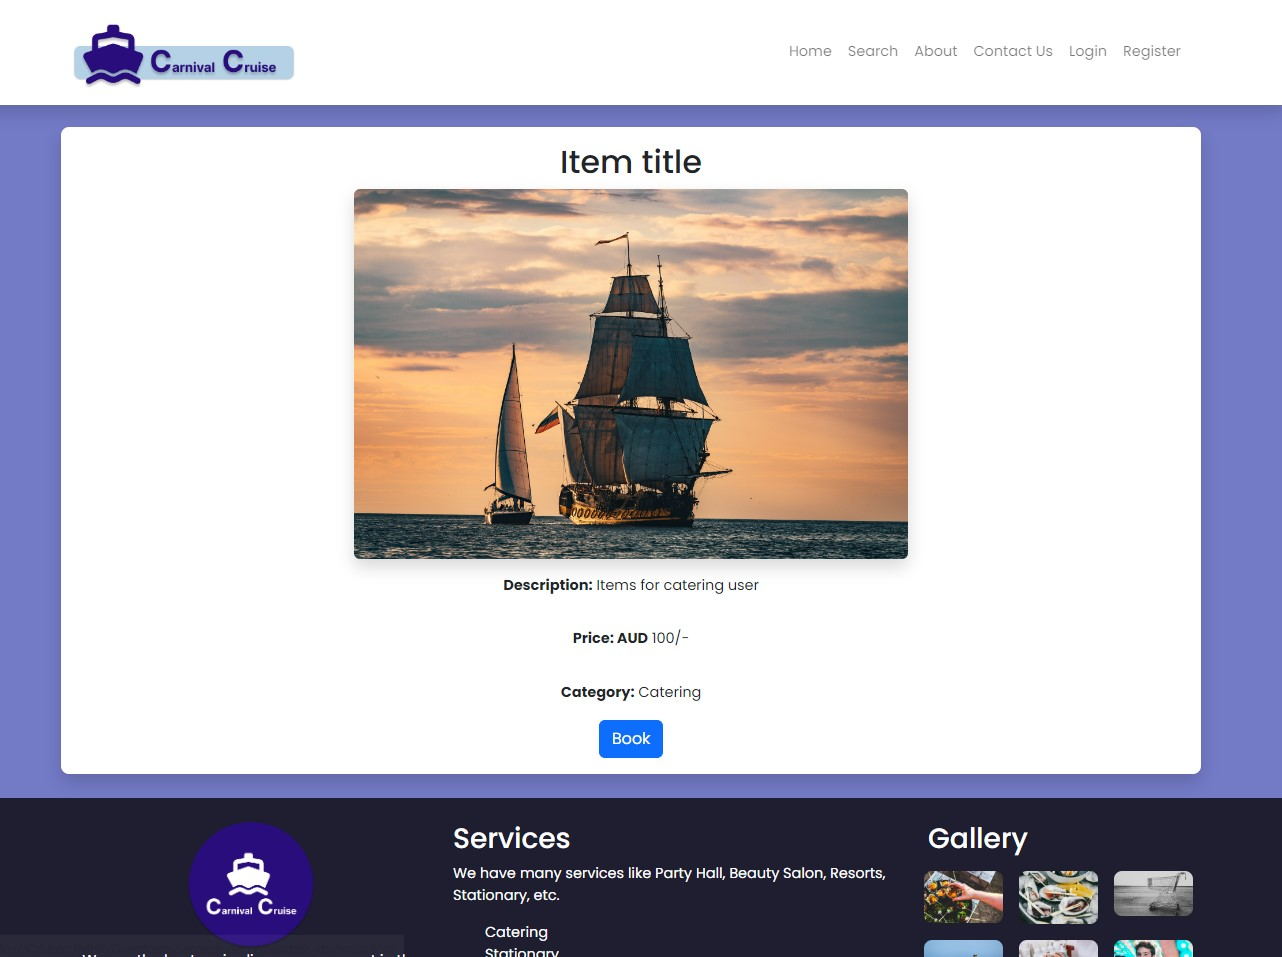 Carnival Cruise
Home Search About Contact Us Login Register
Item title
Description: Items for catering user
Price: AUD 100/-
Category: Catering
Book
Carnival Cruise
Services
We have many services like Party Hall, Beauty Salon, Resorts,
Stationary, etc.
Catering
Stationary
Gallery